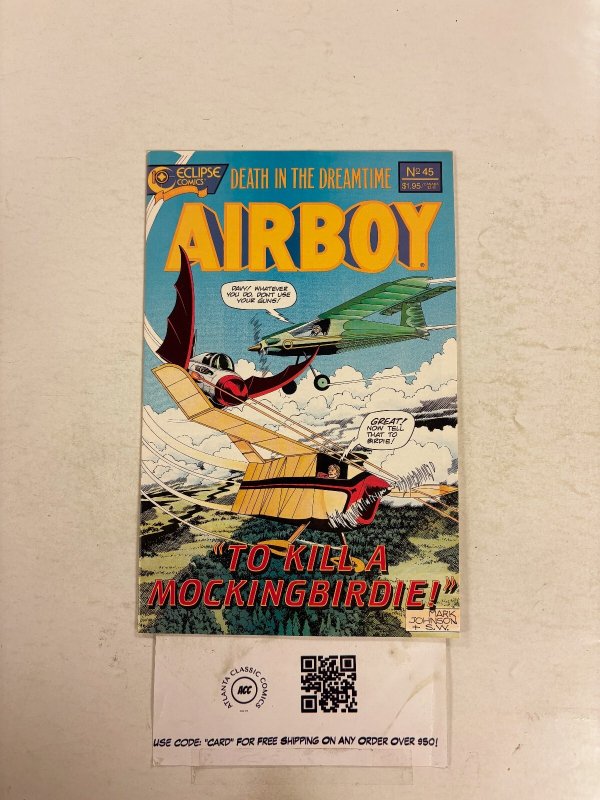 ECLIPSE
COMICS
DEATH IN THE DREAMTIME
Nº 45
$1.95
AIRBOY
DAVY! WHATEVER
YOU DO, DON'T USE
YOUR GUNS!
GREAT!
NOW TELL
THAT TO
BIRDIE!
"TO KILL A
MOCKINGBIRDIE!"
MARK
JOHNSON
+ S.W.
ATLANTA CLASSIC COMICS
ACC
USE CODE: "CARD" FOR FREE SHIPPING ON ANY ORDER OVER $50!